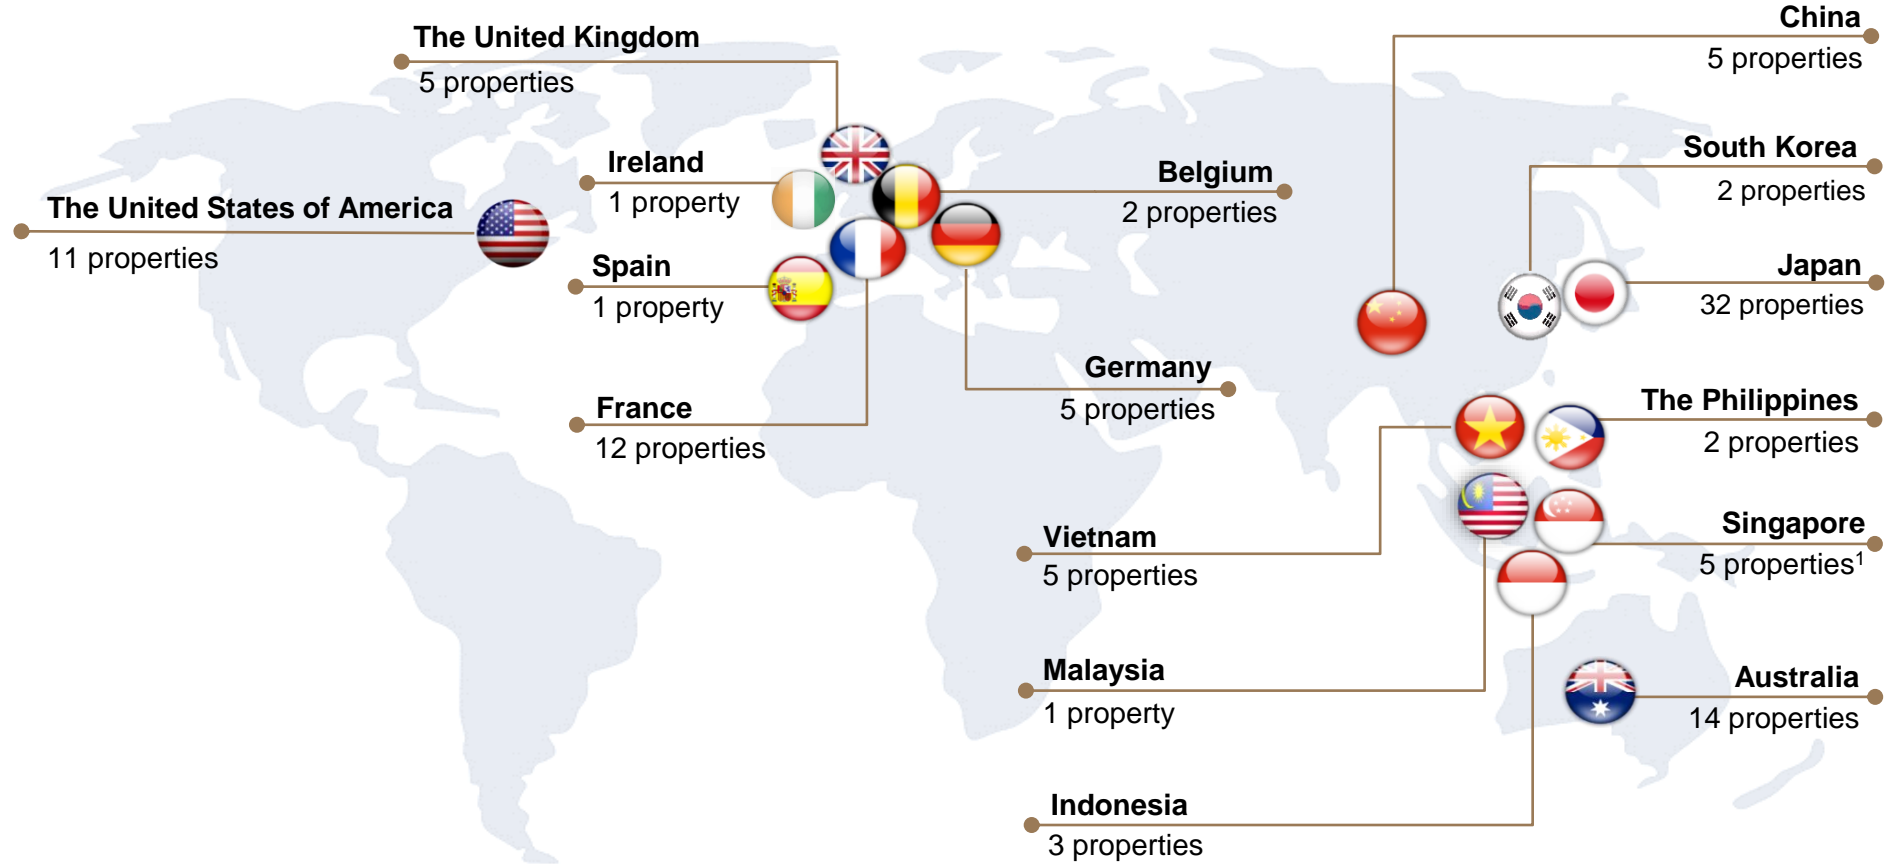 The United Kingdom
5 properties
Ireland
1 property
The United States of America
11 properties
Spain
1 property
France
12 properties
Belgium
2 properties
Germany
5 properties
China
5 properties
South Korea
2 properties
Japan
32 properties
The Philippines
2 properties
Vietnam
5 properties
Singapore
5 properties¹
Malaysia
1 property
Australia
14 properties
Indonesia
3 properties